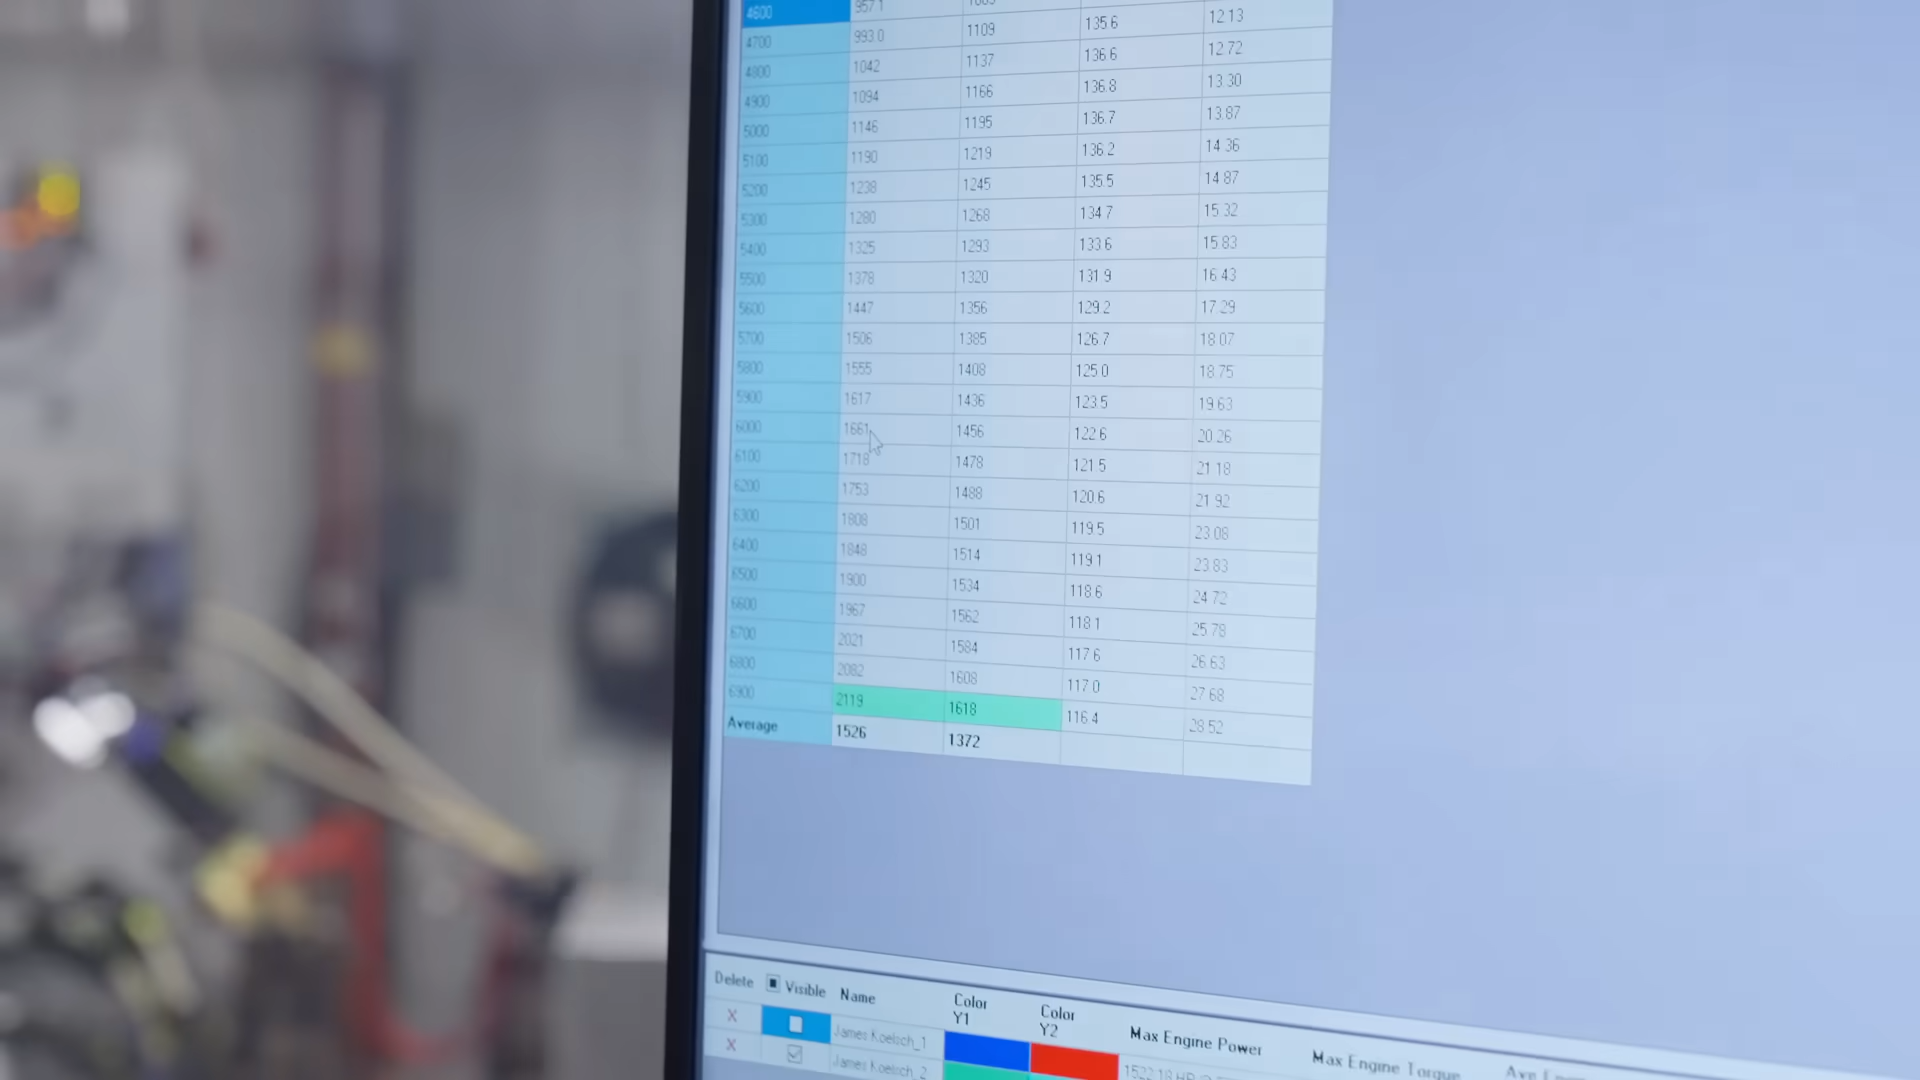 4600 957.1 12.13
4700 993.0 1109 135.6 12.72
4800 1042 1137 136.6 13.30
4900 1094 1166 136.8 13.87
5000 1146 1195 136.7 14.36
5100 1190 1219 136.2 14.87
5200 1238 1245 135.5 15.32
5300 1280 1268 134.7 15.83
5400 1325 1293 133.6 16.43
5500 1378 1320 131.9 17.29
5600 1447 1356 129.2 18.07
5700 1506 1385 126.7 18.75
5800 1555 1408 125.0 19.63
5900 1617 1436 123.5 20.26
6000 1661 1456 122.6 21.18
6100 1718 1478 121.5 21.92
6200 1753 1488 120.6 23.08
6300 1808 1501 119.5 23.83
6400 1848 1514 119.1 24.72
6500 1900 1534 118.6 25.78
6600 1967 1562 118.1 26.63
6700 2021 1584 117.6 27.68
6800 2082 1608 117.0 28.52
6900 2119 1618 116.4
Average 1526 1372
Delete Visible Name Color Y1 Color Y2 Max Engine Power Max Engine Torque
X James Koelsch_1
X James Koelsch_2